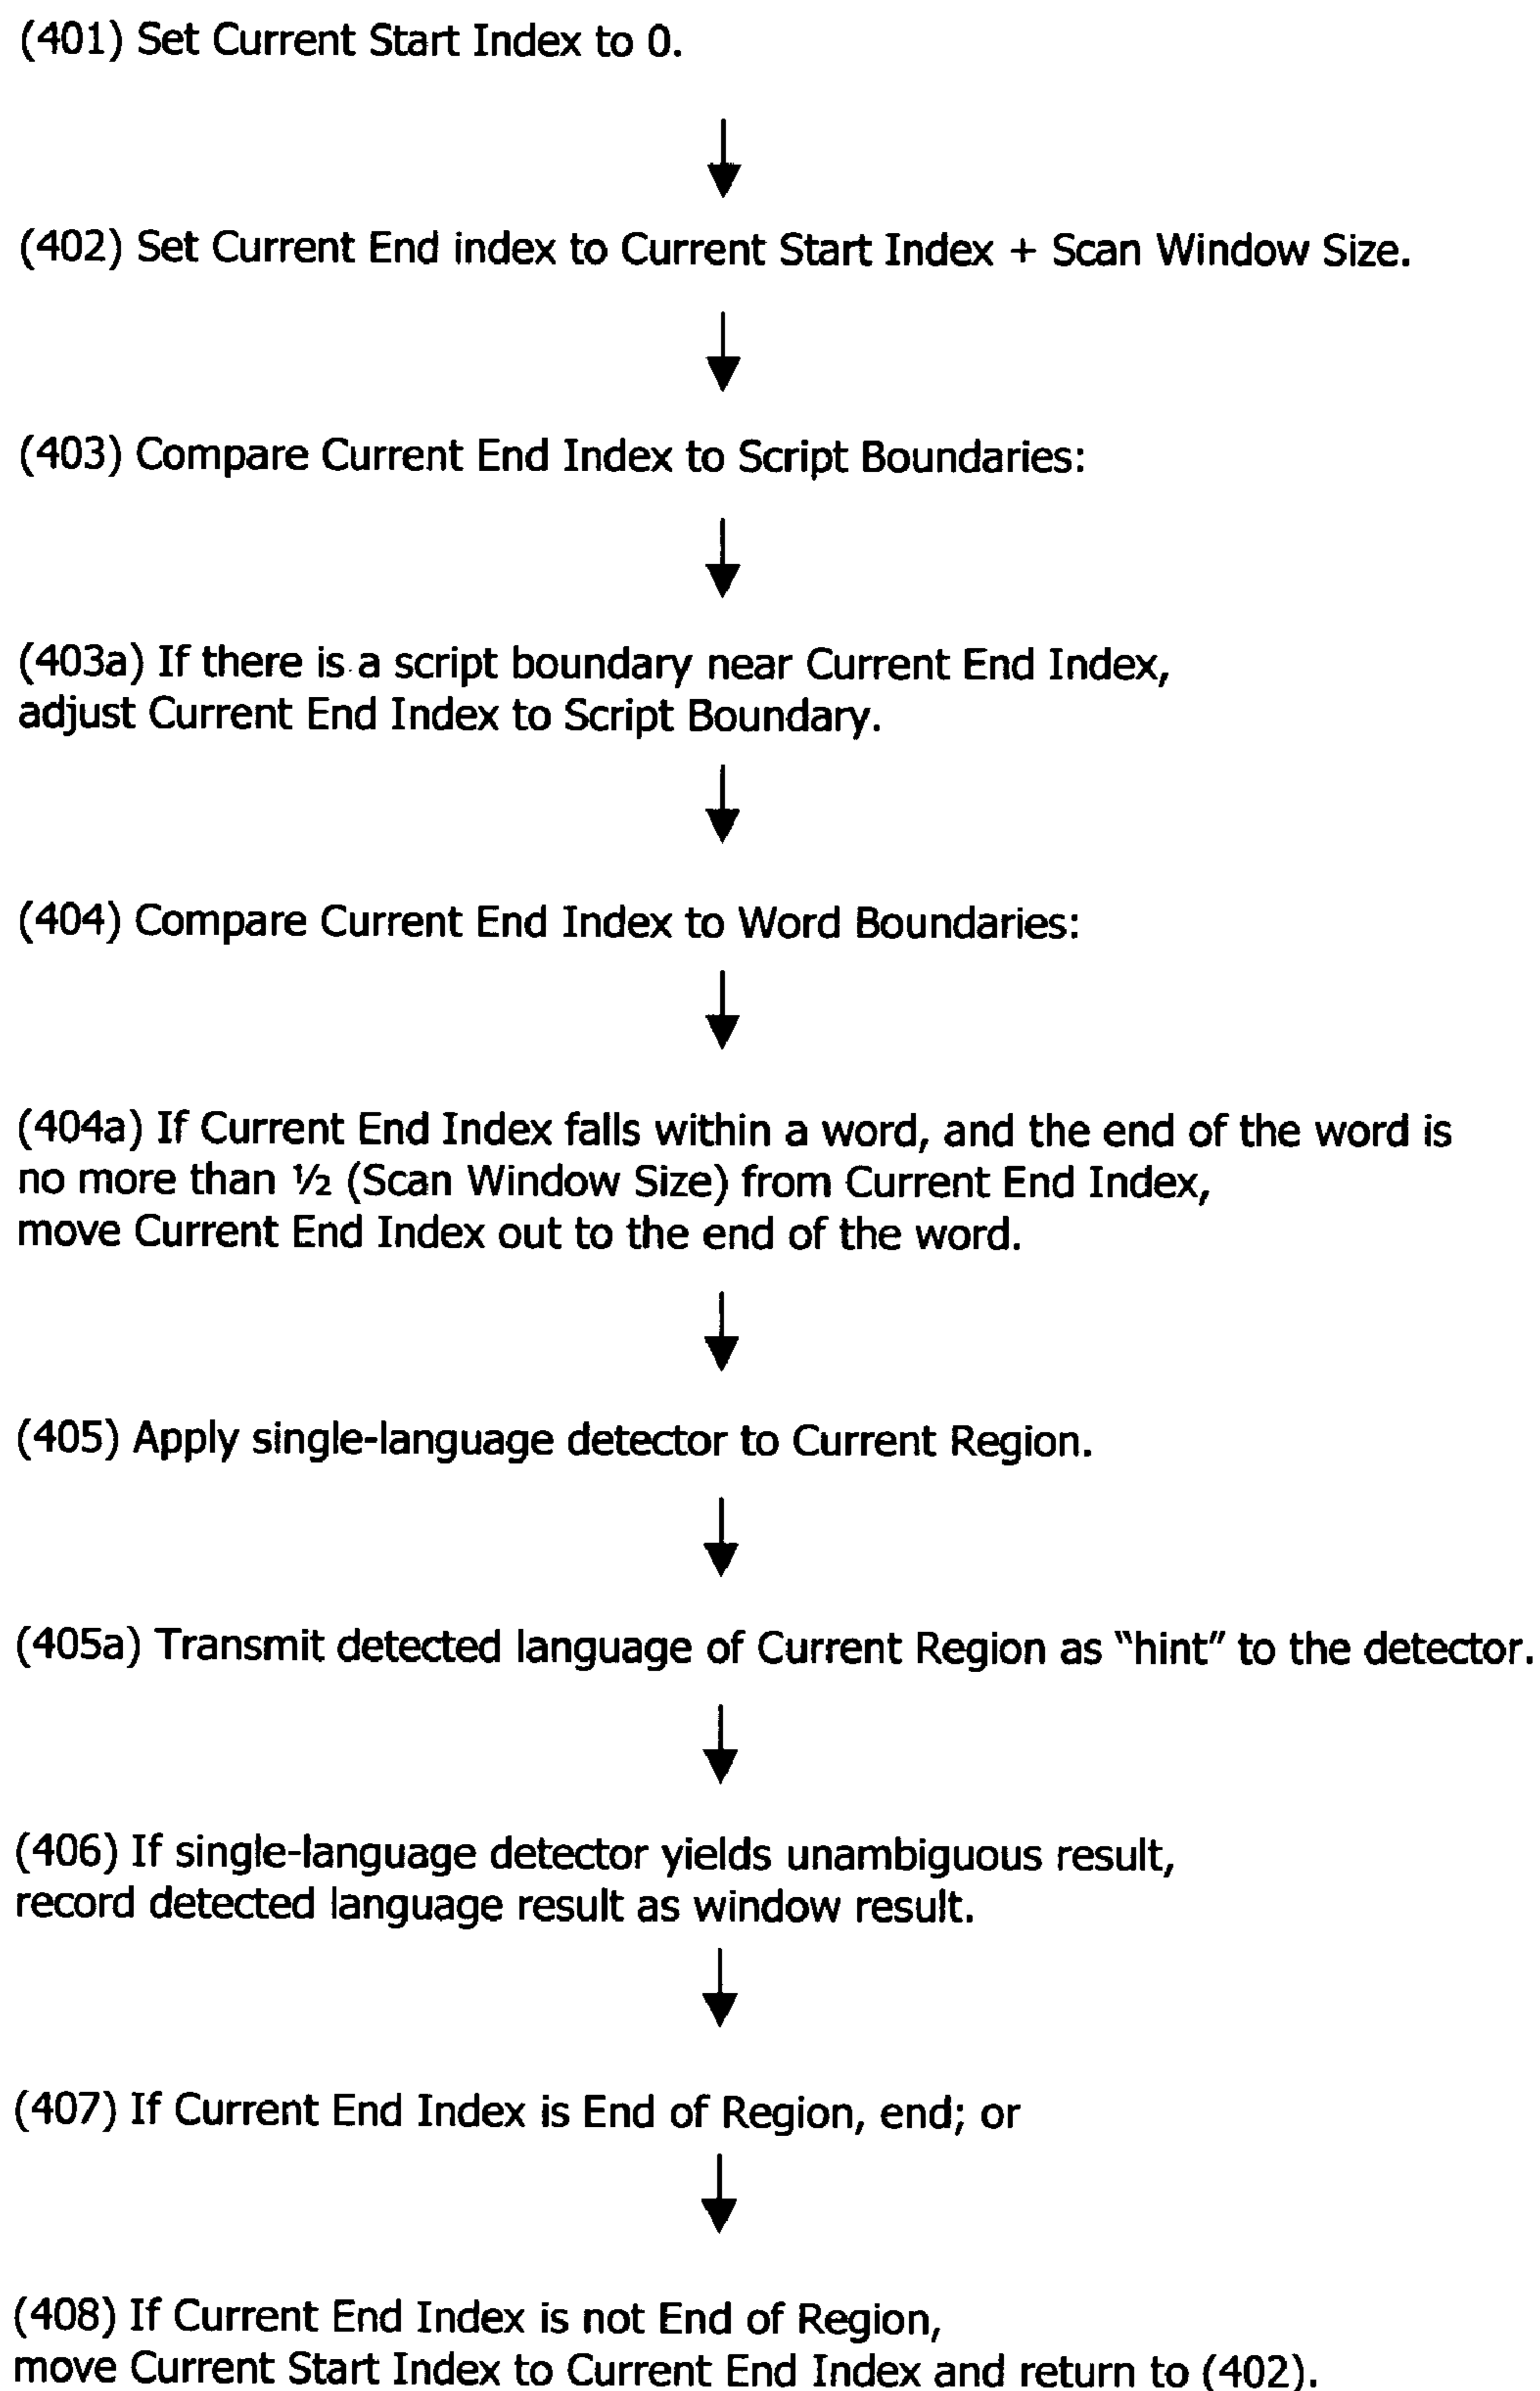 (401) Set Current Start Index to 0.
(402) Set Current End index to Current Start Index + Scan Window Size.
(403) Compare Current End Index to Script Boundaries:
(403a) If there is a script boundary near Current End Index,
adjust Current End Index to Script Boundary.
(404) Compare Current End Index to Word Boundaries:
(404a) If Current End Index falls within a word, and the end of the word is
no more than ½ (Scan Window Size) from Current End Index,
move Current End Index out to the end of the word.
(405) Apply single-language detector to Current Region.
(405a) Transmit detected language of Current Region as “hint” to the detector.
(406) If single-language detector yields unambiguous result,
record detected language result as window result.
(407) If Current End Index is End of Region, end; or
(408) If Current End Index is not End of Region,
move Current Start Index to Current End Index and return to (402).